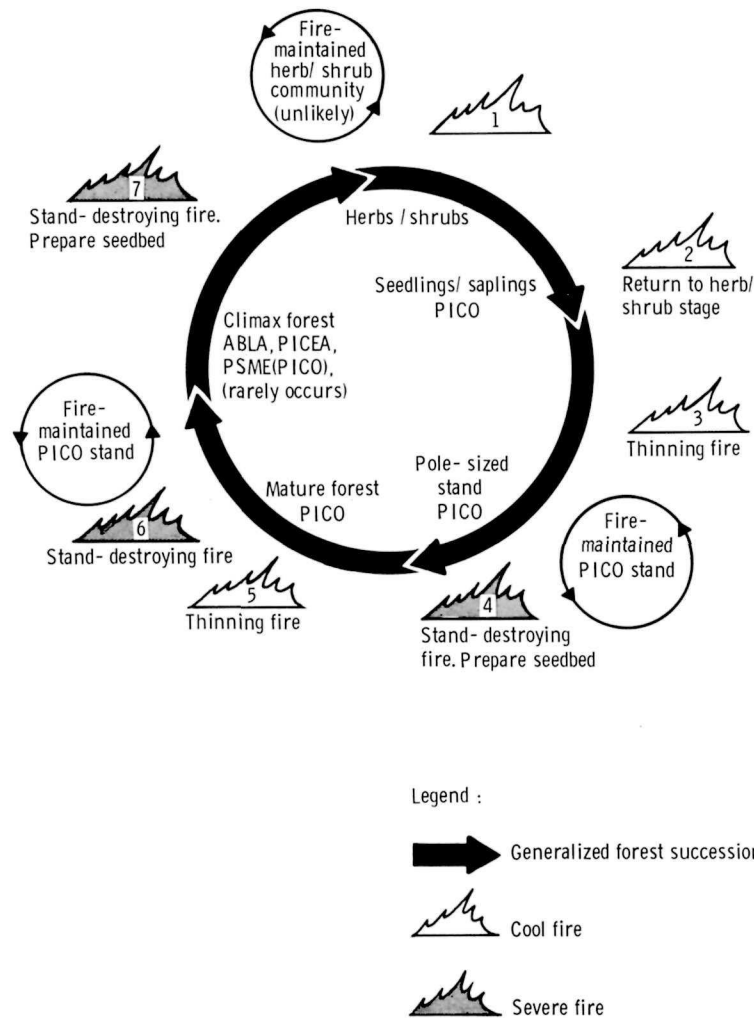 Fire-
maintained
herb/ shrub
community
(unlikely)
1
7
Stand- destroying fire.
Prepare seedbed
Herbs / shrubs
2
Return to herb/
shrub stage
Seedlings/ saplings
PICO
Climax forest
ABLA, PICEA,
PSME(PICO),
(rarely occurs)
3
Thinning fire
Fire-
maintained
PICO stand
Pole- sized
stand
PICO
Mature forest
PICO
6
Stand- destroying fire
Fire-
maintained
PICO stand
5
Thinning fire
4
Stand- destroying
fire. Prepare seedbed
Legend :
Generalized forest succession
Cool fire
Severe fire